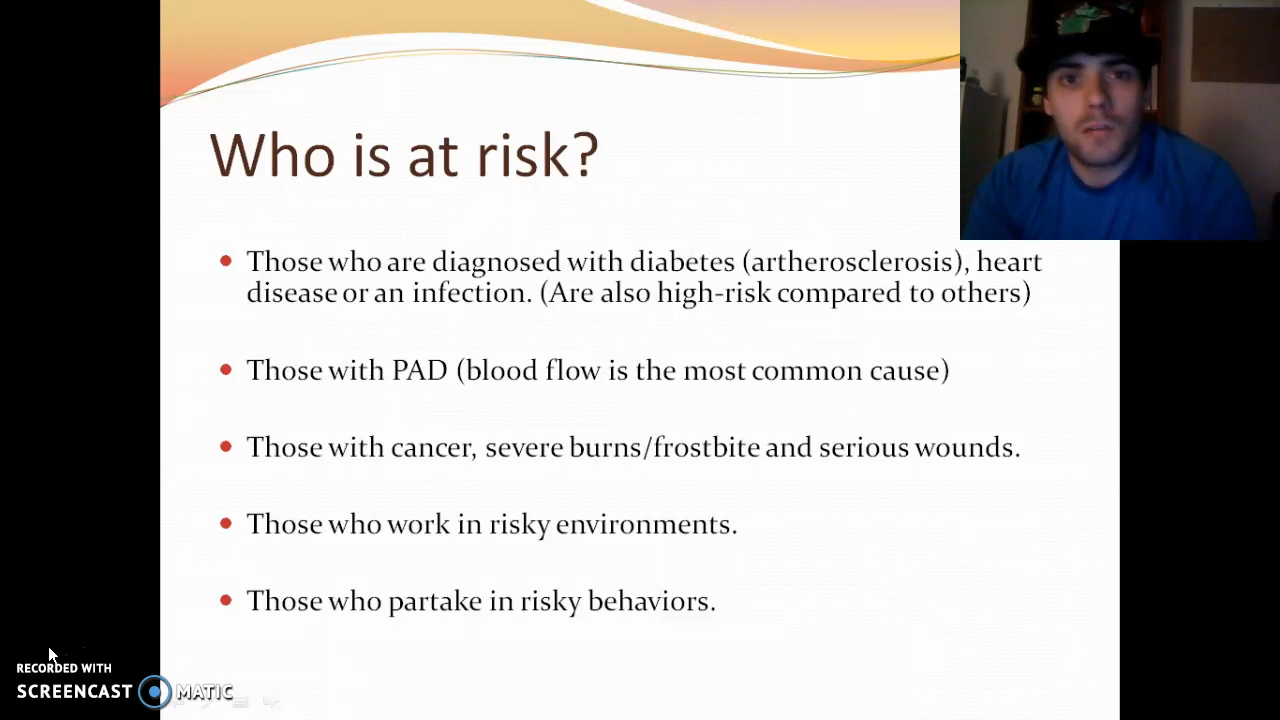 Who is at risk?
Those who are diagnosed with diabetes (artherosclerosis), heart
disease or an infection. (Are also high-risk compared to others)
Those with PAD (blood flow is the most common cause)
Those with cancer, severe burns/frostbite and serious wounds.
Those who work in risky environments.
Those who partake in risky behaviors.
RECORDED WITH
SCREENCAST MATIC